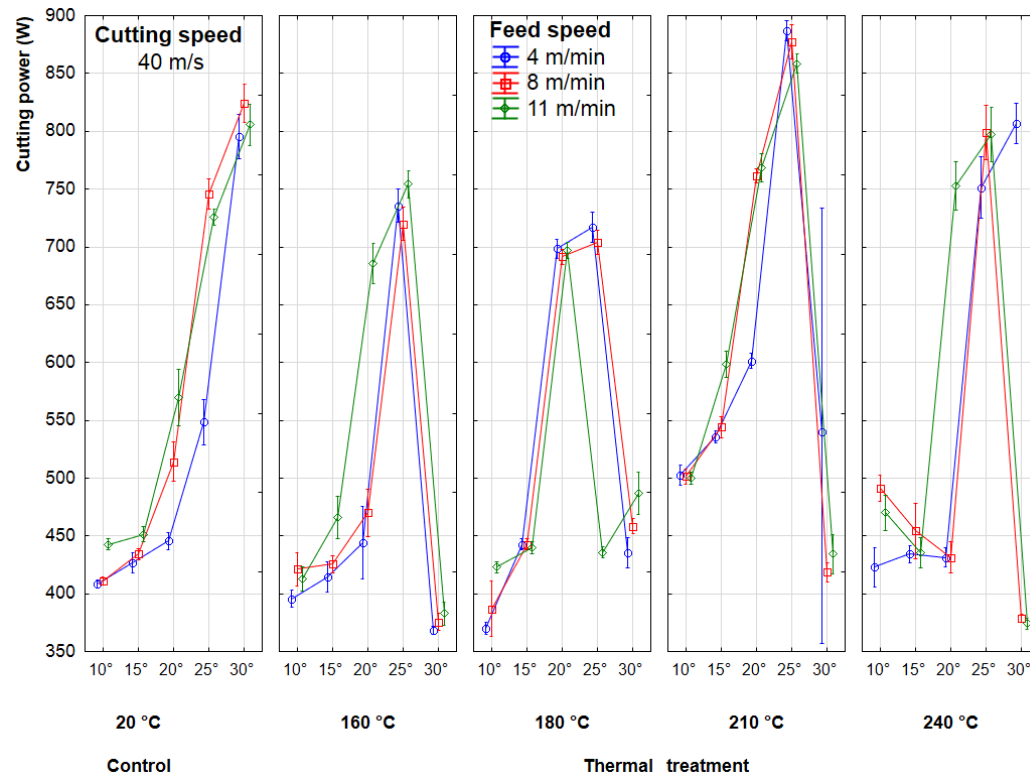 Cutting power (W)
900
850
800
750
700
650
600
550
500
450
400
350
Cutting speed
40 m/s
Feed speed
4 m/min
8 m/min
11 m/min
10° 15° 20° 25° 30° 10° 15° 20° 25° 30° 10° 15° 20° 25° 30° 10° 15° 20° 25° 30° 10° 15° 20° 25° 30°
20 °C 160 °C 180 °C 210 °C 240 °C
Control Thermal treatment